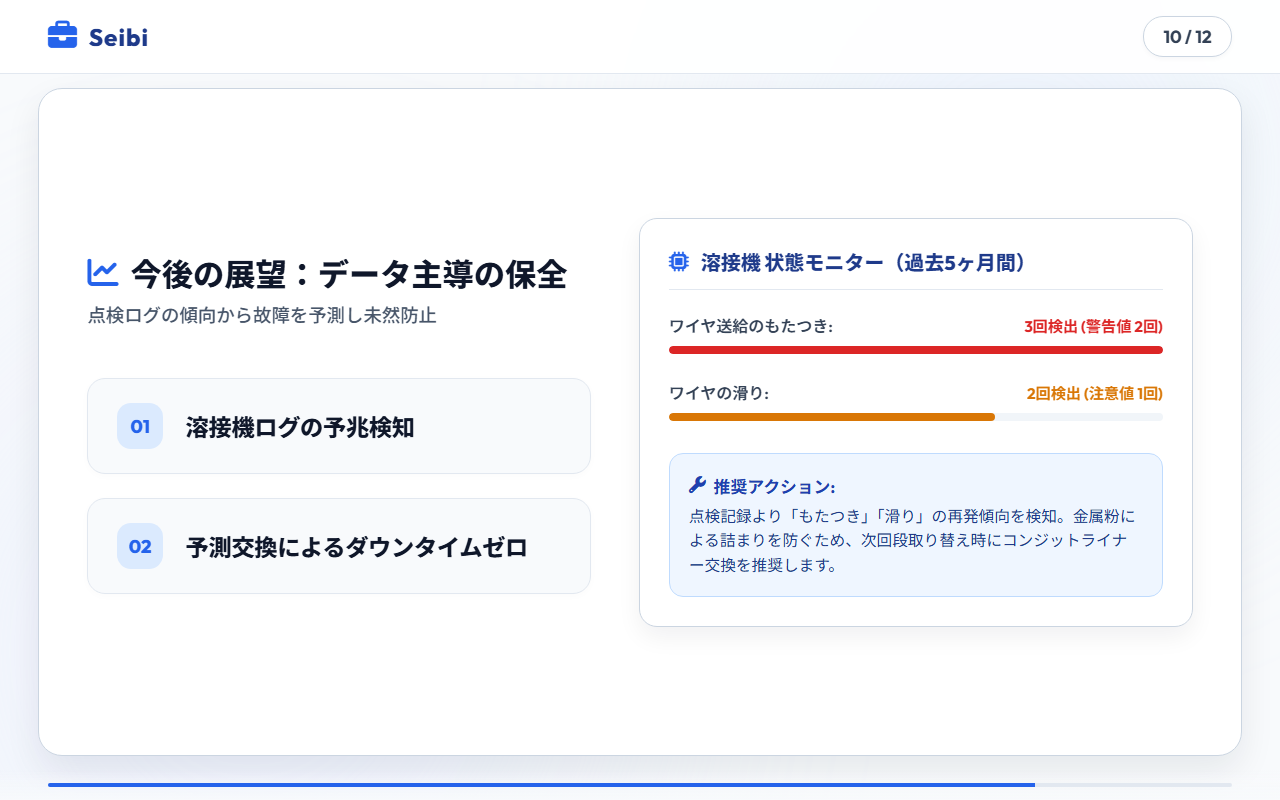 Seibi
10 / 12
今後の展望：データ主導の保全
点検ログの傾向から故障を予測し未然防止
01
溶接機ログの予兆検知
02
予測交換によるダウンタイムゼロ
溶接機 状態モニター（過去5ヶ月間）
ワイヤ送給のもたつき:
3回検出 (警告値 2回)
ワイヤの滑り:
2回検出 (注意値 1回)
推奨アクション:
点検記録より「もたつき」「滑り」の再発傾向を検知。金属粉に
よる詰まりを防ぐため、次回段取り替え時にコンジットライナ
ー交換を推奨します。